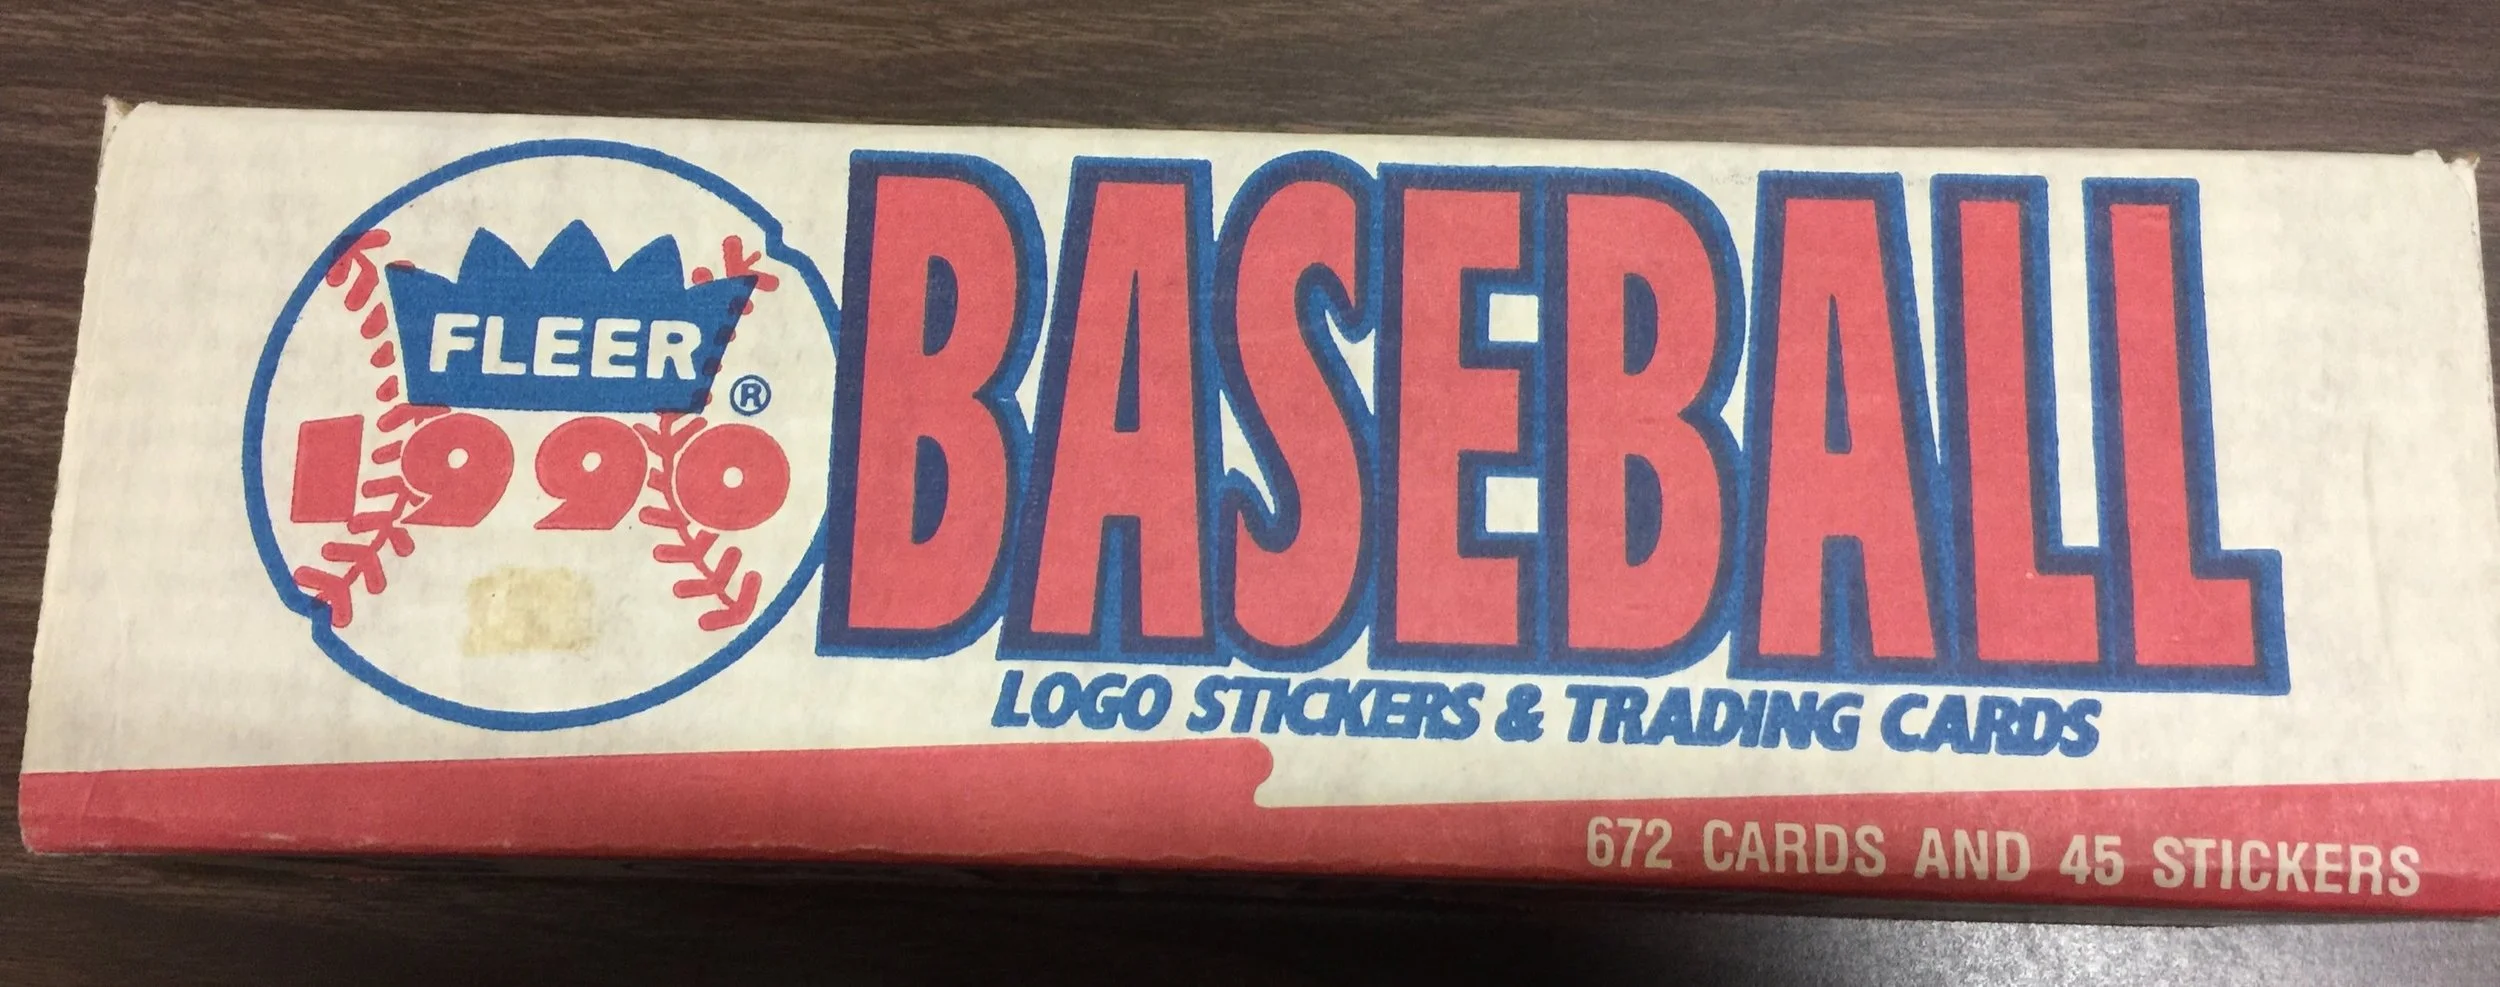 FLEER
®
1990
BASEBALL
LOGO STICKERS & TRADING CARDS
672 CARDS AND 45 STICKERS